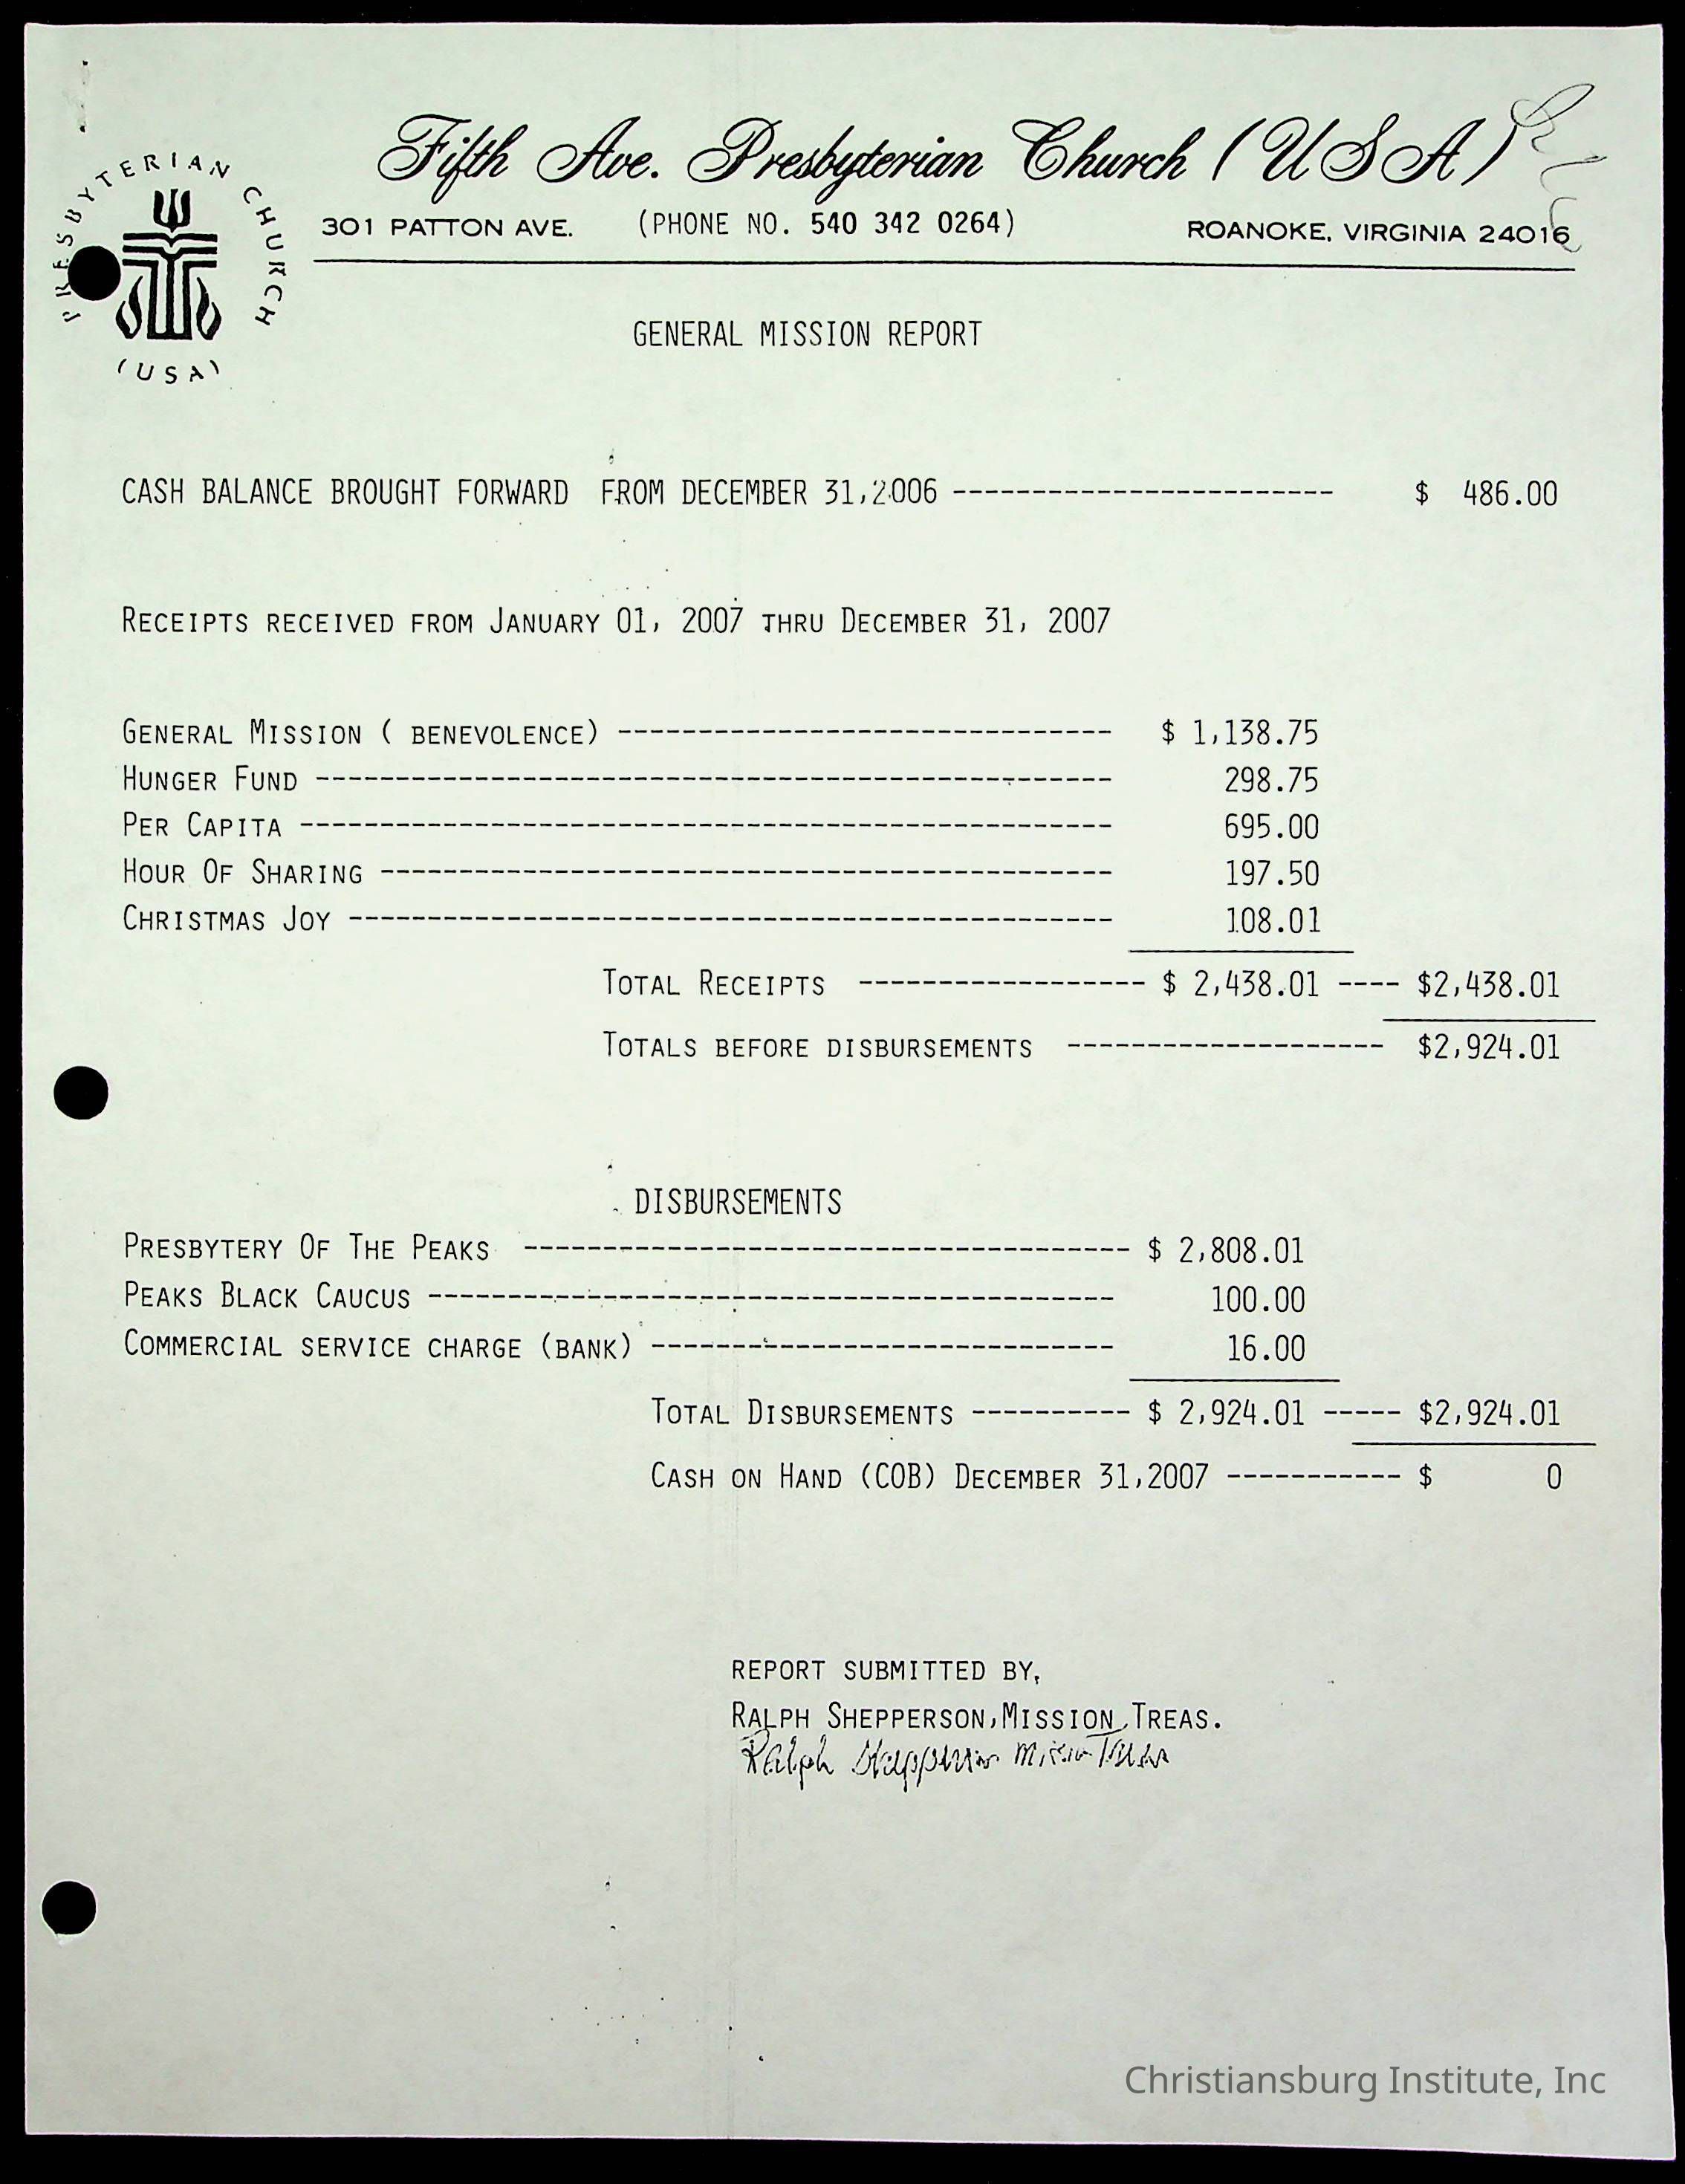 Fifth Ave. Presbyterian Church (USA)
PRESBYTERIAN CHURCH
(USA)
301 PATTON AVE. (PHONE NO. 540 342 0264) ROANOKE, VIRGINIA 24016
GENERAL MISSION REPORT
CASH BALANCE BROUGHT FORWARD FROM DECEMBER 31,2006 ------------------------ $ 486.00
RECEIPTS RECEIVED FROM JANUARY 01, 2007 THRU DECEMBER 31, 2007
GENERAL MISSION ( BENEVOLENCE) ------------------------------- $ 1,138.75
HUNGER FUND -------------------------------------------------- 298.75
PER CAPITA --------------------------------------------------- 695.00
HOUR OF SHARING ---------------------------------------------- 197.50
CHRISTMAS JOY ------------------------------------------------ 108.01
TOTAL RECEIPTS ------------------ $ 2,438.01 ---- $2,438.01
TOTALS BEFORE DISBURSEMENTS -------------------- $2,924.01
DISBURSEMENTS
PRESBYTERY OF THE PEAKS -------------------------------------- $ 2,808.01
PEAKS BLACK CAUCUS ------------------------------------------- 100.00
COMMERCIAL SERVICE CHARGE (BANK) ----------------------------- 16.00
TOTAL DISBURSEMENTS ---------- $ 2,924.01 ----- $2,924.01
CASH ON HAND (COB) DECEMBER 31,2007 ----------- $ 0
REPORT SUBMITTED BY,
RALPH SHEPPERSON,MISSION TREAS.
Ralph Shepperson Mission Treas
Christiansburg Institute, Inc